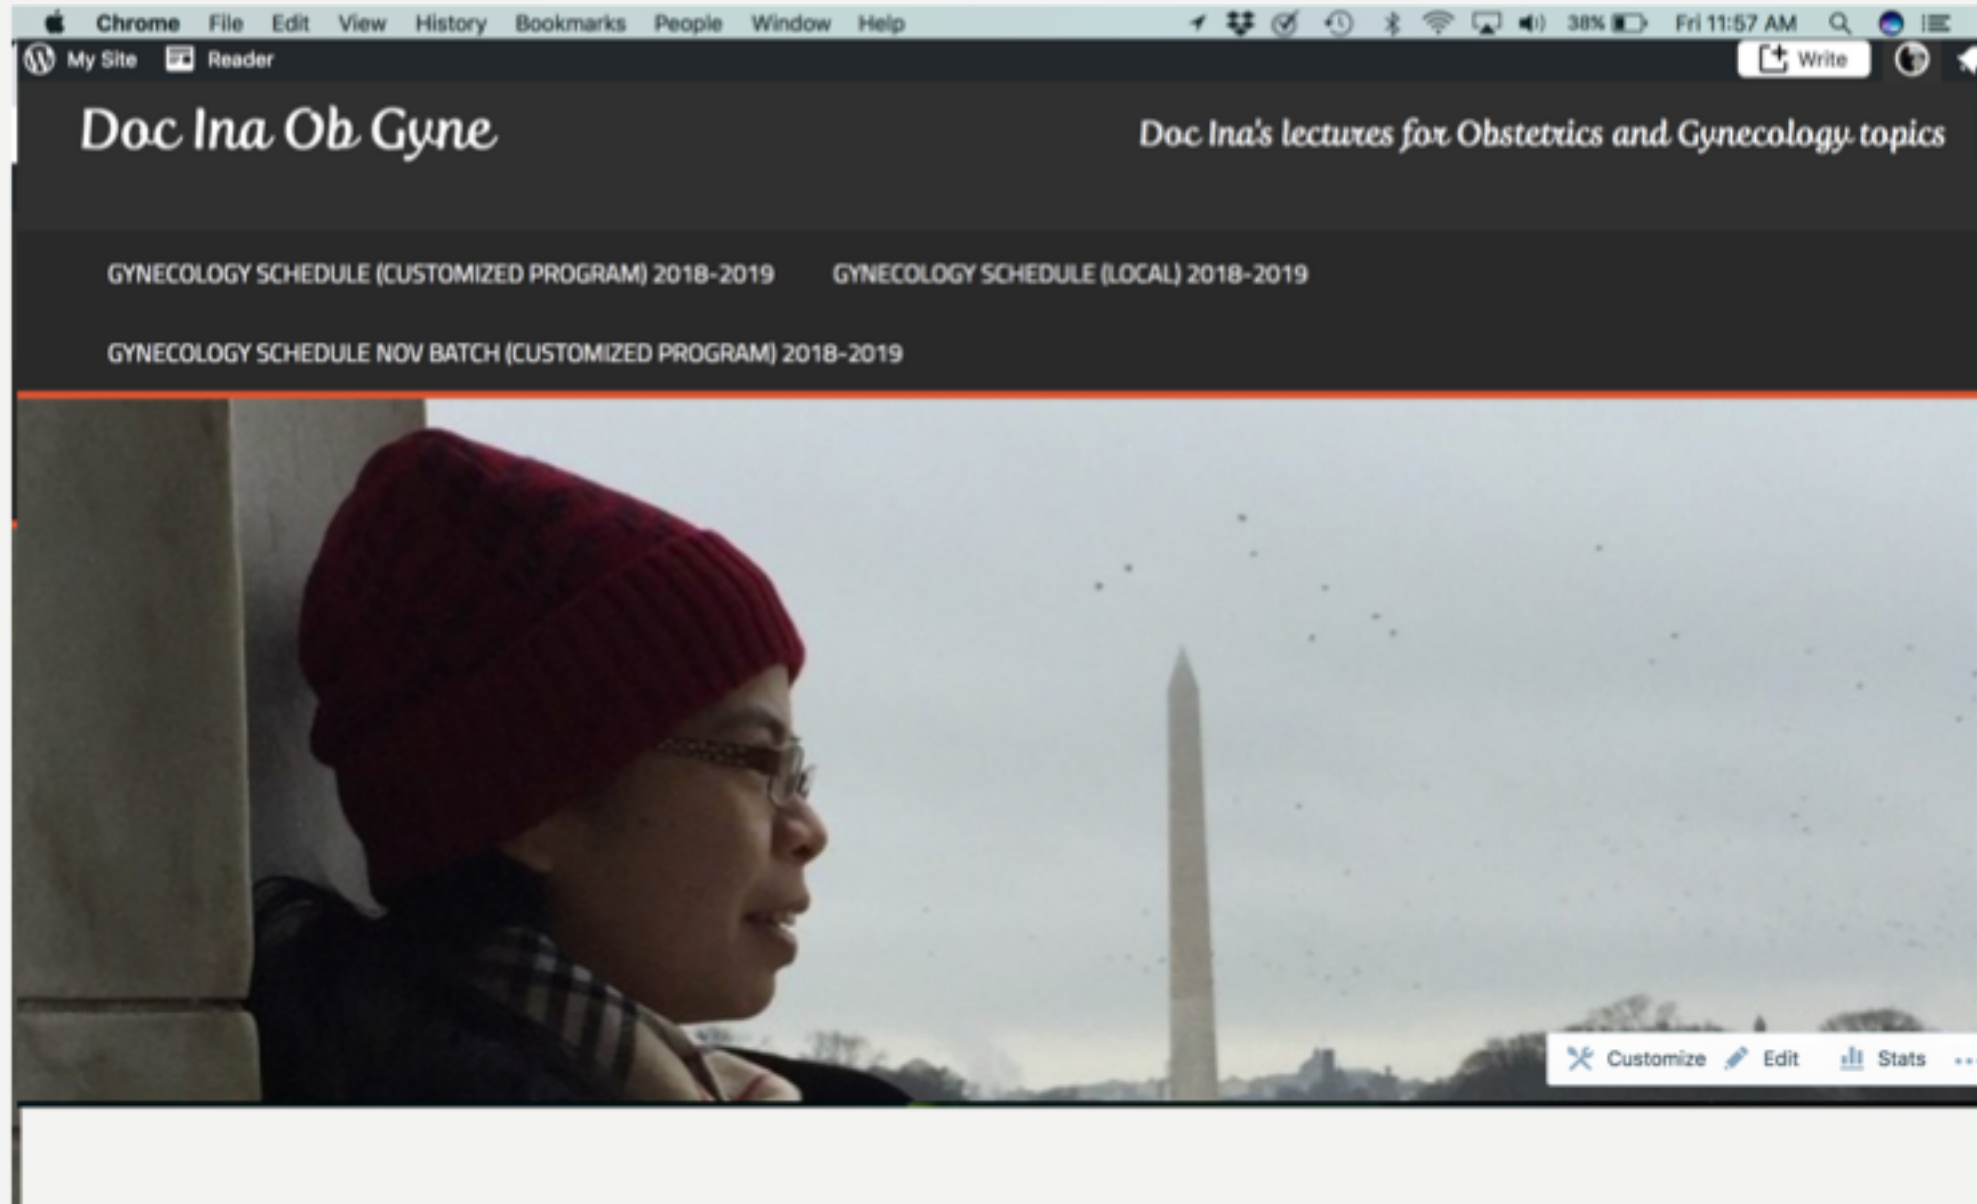 Chrome File Edit View History Bookmarks People Window Help 38% Fri 11:57 AM
My Site Reader Write
Doc Ina Ob Gyne
Doc Ina's lectures for Obstetrics and Gynecology topics
GYNECOLOGY SCHEDULE (CUSTOMIZED PROGRAM) 2018-2019 GYNECOLOGY SCHEDULE (LOCAL) 2018-2019
GYNECOLOGY SCHEDULE NOV BATCH (CUSTOMIZED PROGRAM) 2018-2019
Customize Edit Stats ...